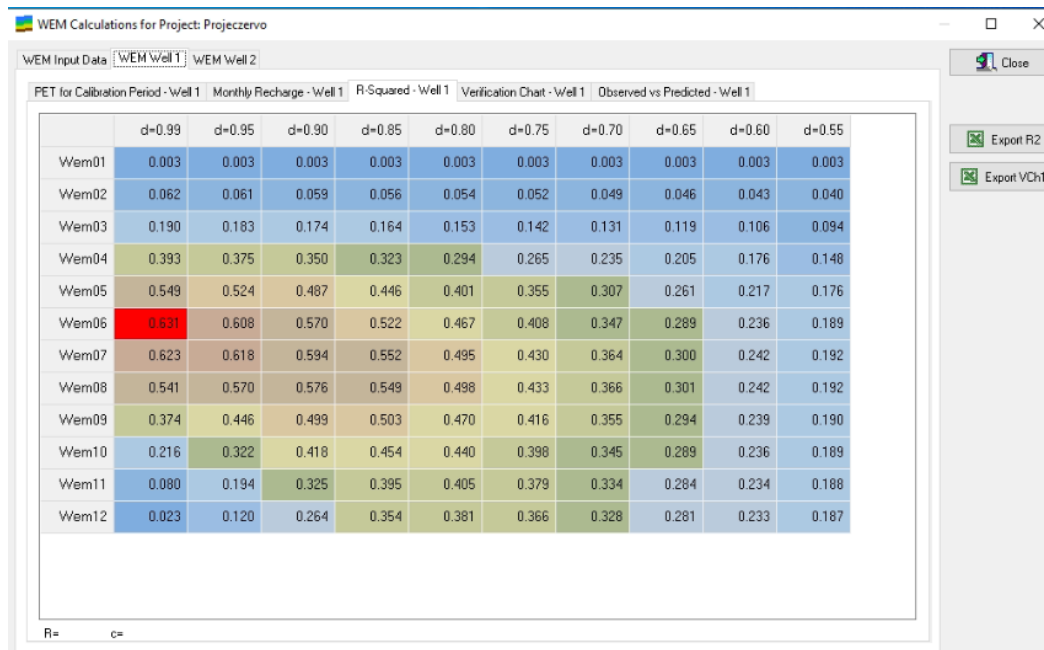 WEM Calculations for Project: Projeczervo
WEM Input Data WEM Well 1 WEM Well 2
Close
PET for Calibration Period - Well 1 Monthly Recharge - Well 1 R-Squared - Well 1 Verification Chart - Well 1 Observed vs Predicted - Well 1
d=0.99 d=0.95 d=0.90 d=0.85 d=0.80 d=0.75 d=0.70 d=0.65 d=0.60 d=0.55
Export R2
Wem01 0.003 0.003 0.003 0.003 0.003 0.003 0.003 0.003 0.003 0.003
Export VCh1
Wem02 0.062 0.061 0.059 0.056 0.054 0.052 0.049 0.046 0.043 0.040
Wem03 0.190 0.183 0.174 0.164 0.153 0.142 0.131 0.119 0.106 0.094
Wem04 0.393 0.375 0.350 0.323 0.294 0.265 0.235 0.205 0.176 0.148
Wem05 0.549 0.524 0.487 0.446 0.401 0.355 0.307 0.261 0.217 0.176
Wem06 0.631 0.608 0.570 0.522 0.467 0.408 0.347 0.289 0.236 0.189
Wem07 0.623 0.618 0.594 0.552 0.495 0.430 0.364 0.300 0.242 0.192
Wem08 0.541 0.570 0.576 0.549 0.498 0.433 0.366 0.301 0.242 0.192
Wem09 0.374 0.446 0.499 0.503 0.470 0.416 0.355 0.294 0.239 0.190
Wem10 0.216 0.322 0.418 0.454 0.440 0.398 0.345 0.289 0.236 0.189
Wem11 0.080 0.194 0.325 0.395 0.405 0.379 0.334 0.284 0.234 0.188
Wem12 0.023 0.120 0.264 0.354 0.381 0.366 0.328 0.281 0.233 0.187
R= c=